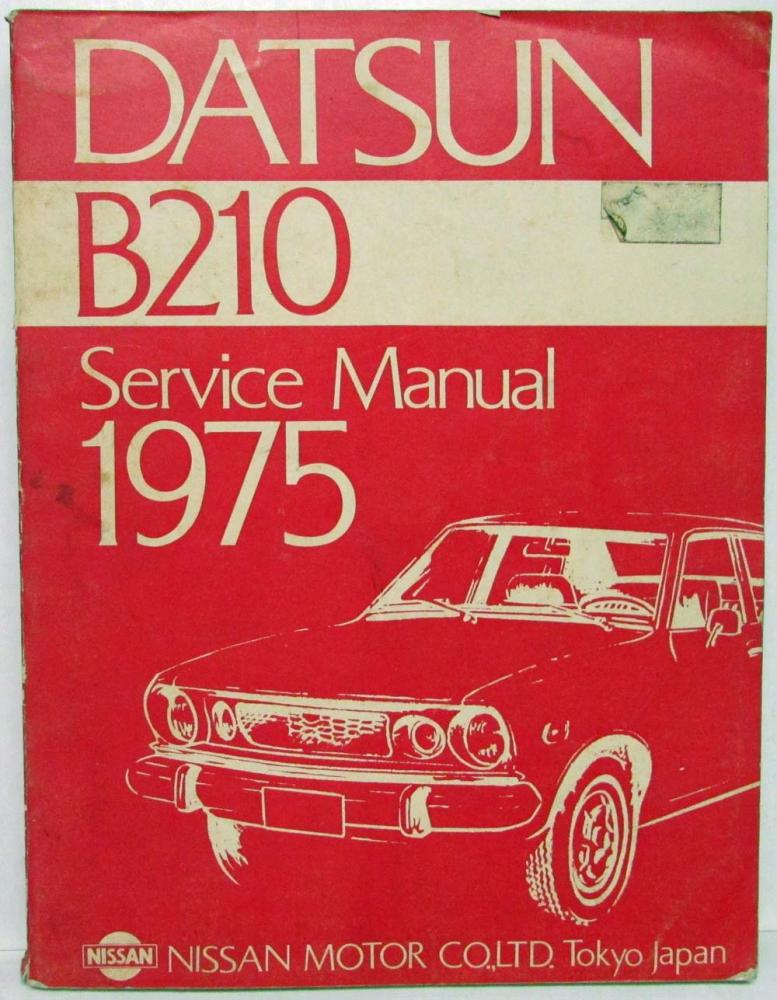 DATSUN
B210
Service Manual
1975
NISSAN NISSAN MOTOR CO.,LTD. Tokyo Japan